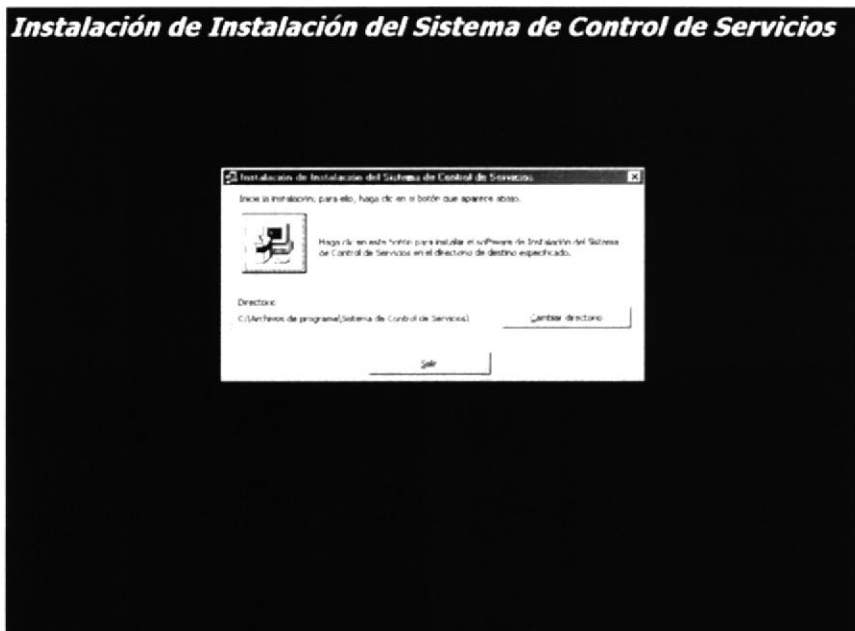 Instalación de Instalación del Sistema de Control de Servicios
Instalación de Instalación del Sistema de Control de Servicios.
Inicie la instalación; para ello, haga clic en el botón que aparece abajo.
Haga clic en este botón para instalar el software de Instalación del Sistema
de Control de Servicios en el directorio de destino especificado.
Directorio:
C:\Archivos de programa\Sistema de Control de Servicios\
Cambiar directorio
Salir